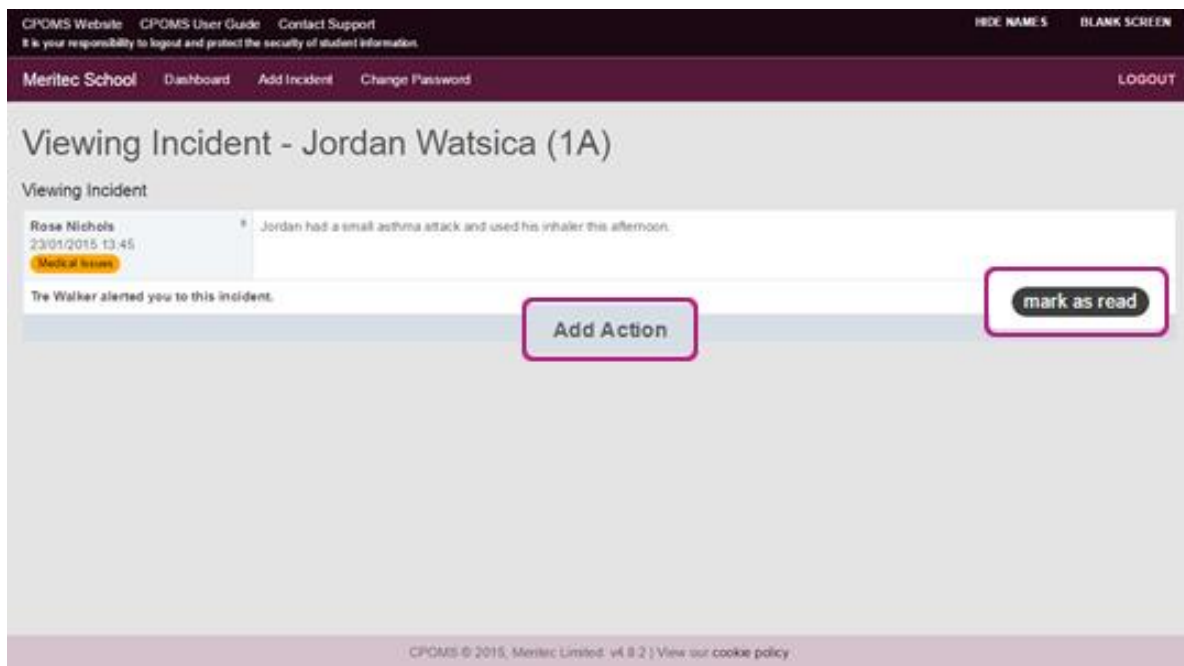 CPOMS Website CPOMS User Guide Contact Support HIDE NAMES BLANK SCREEN
It is your responsibility to logout and protect the security of student information.
Meritec School Dashboard Add Incident Change Password LOGOUT
Viewing Incident - Jordan Watsica (1A)
Viewing Incident
Rose Nichols Jordan had a small asthma attack and used his inhaler this afternoon.
23/01/2015 13:45
Medical Issues
Tre Walker alerted you to this incident.
mark as read
Add Action
CPOMS © 2015, Meritec Limited. v4.8.2 | View our cookie policy